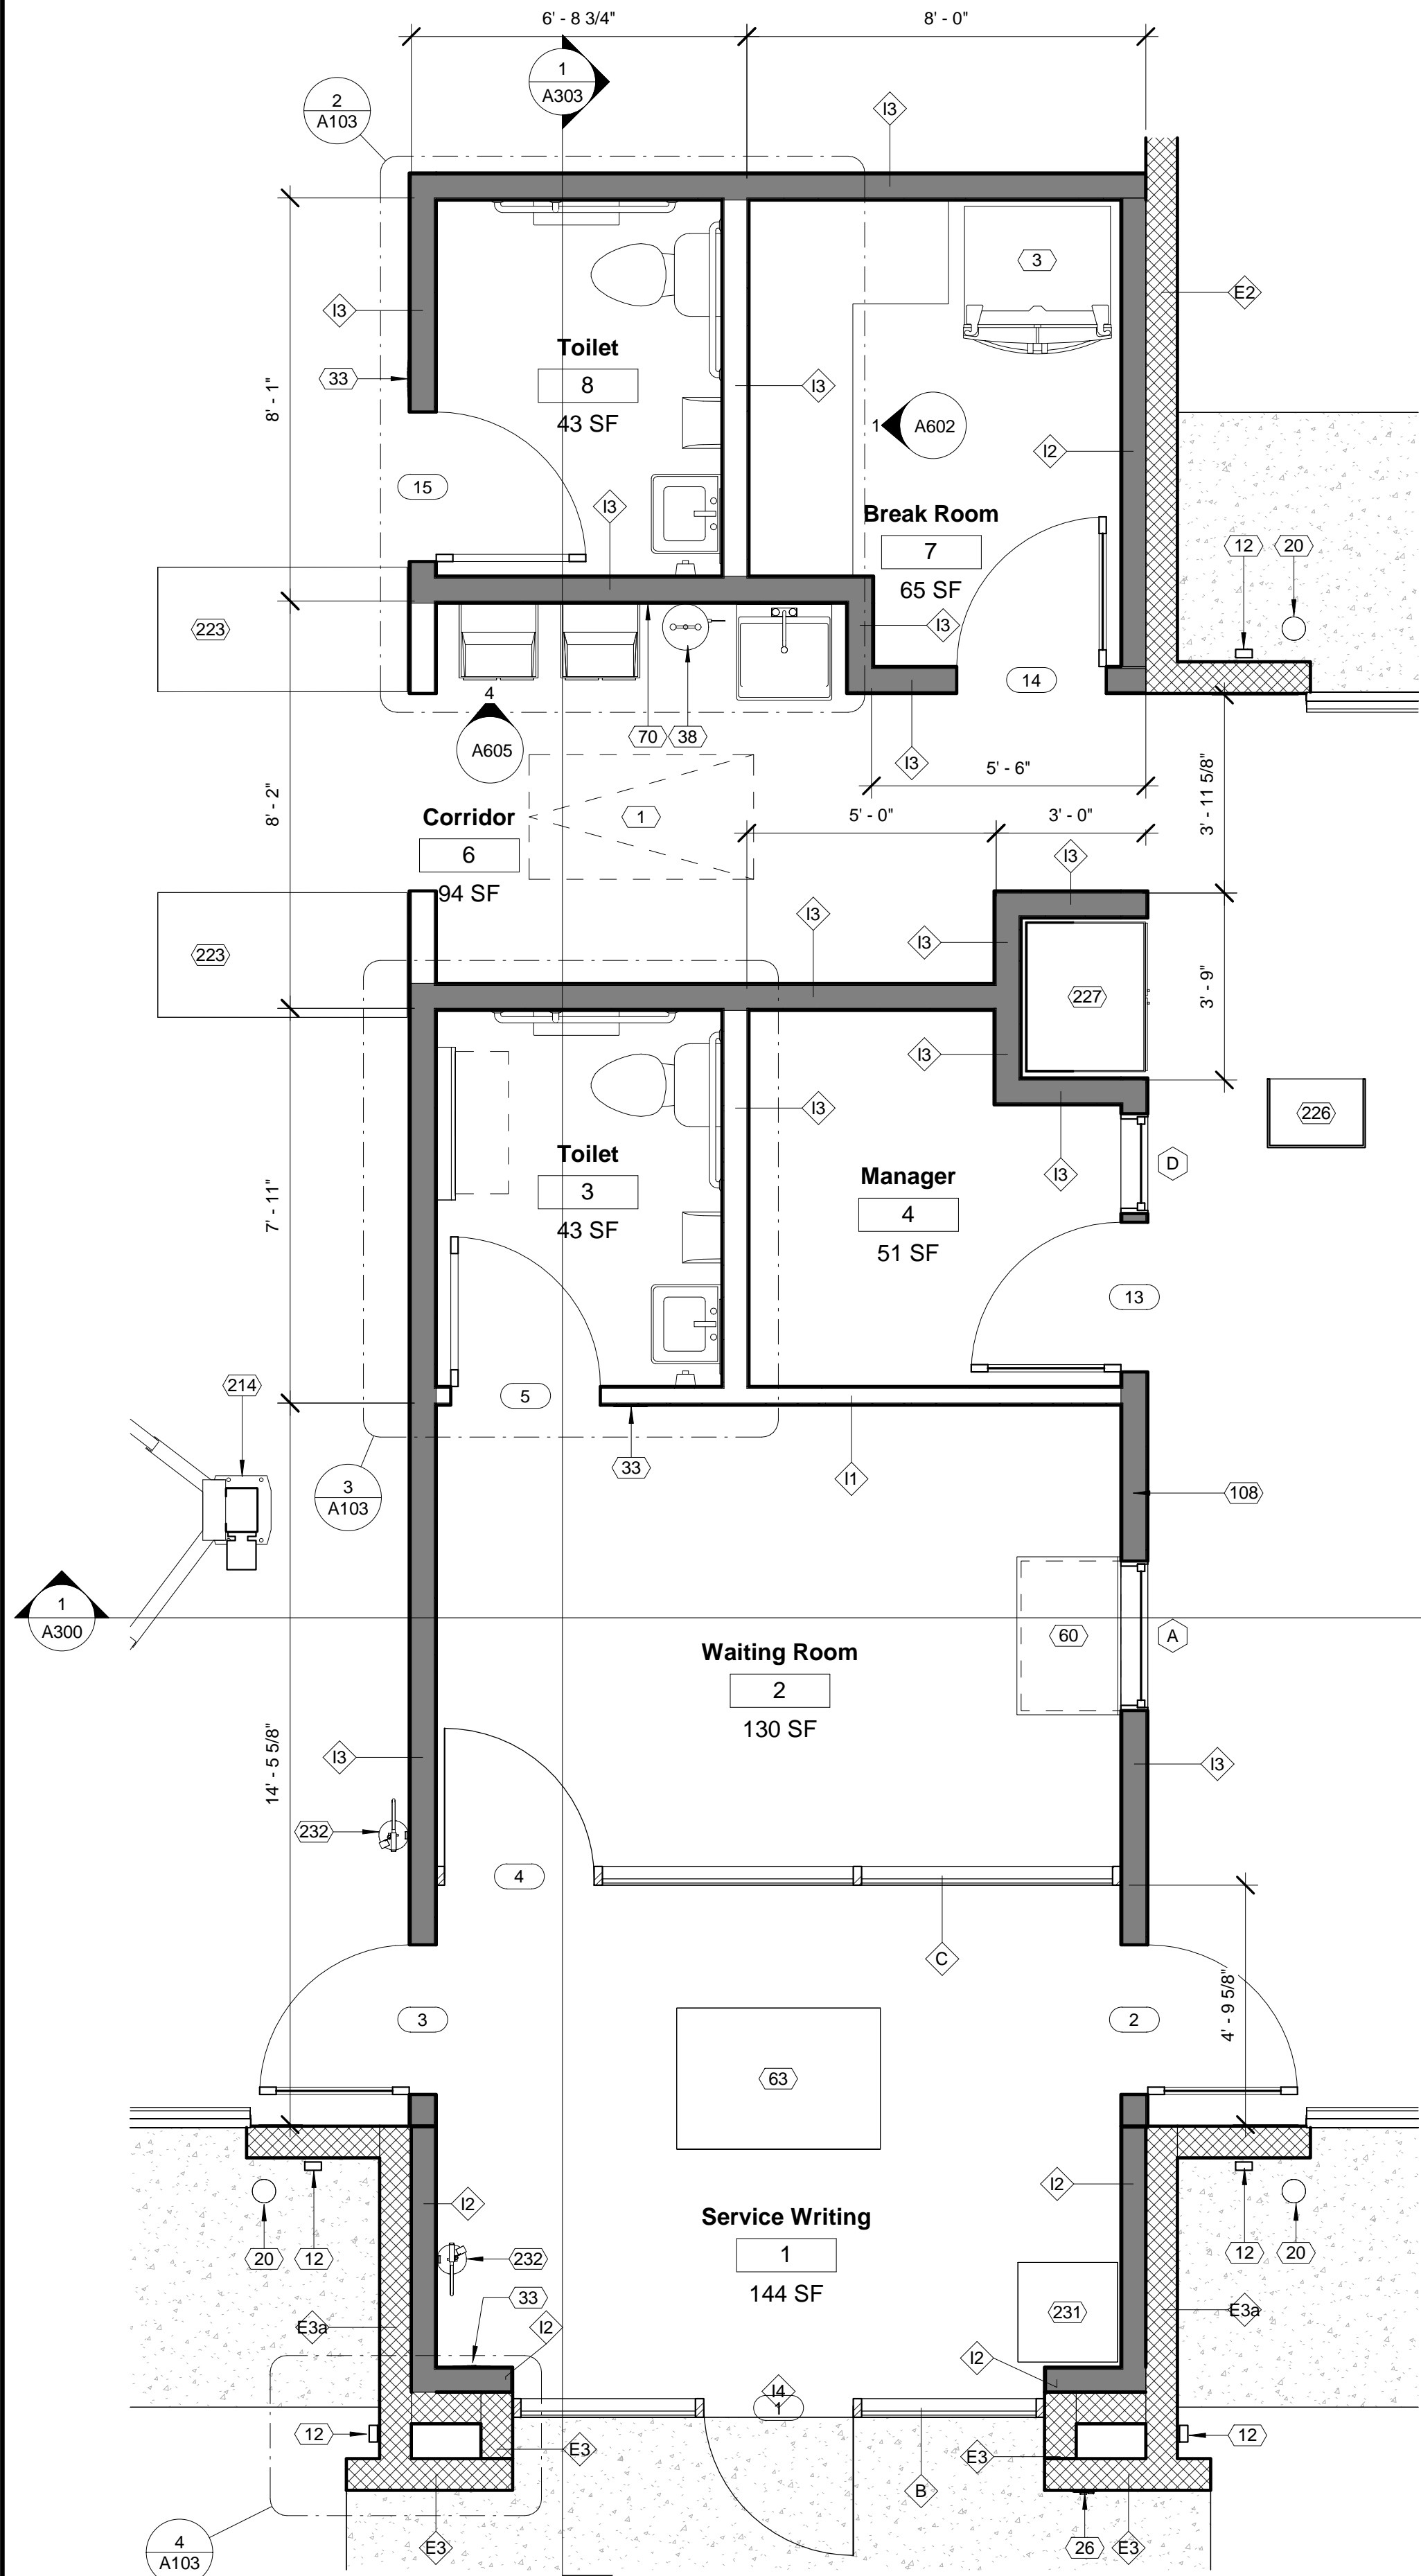 6' - 8 3/4"
8' - 0"
1
A303
2
A103
I3
3
E2
I3
Toilet
8
43 SF
33
I3
8' - 1"
1
A602
I2
15
I3
Break Room
7
65 SF
12
20
223
I3
14
4
A605
70
38
I3
5' - 6"
3' - 11 5/8"
8' - 2"
Corridor
6
94 SF
1
5' - 0"
3' - 0"
I3
I3
I3
223
227
3' - 9"
I3
I3
226
Toilet
3
43 SF
Manager
4
51 SF
I3
D
7' - 11"
13
214
5
33
I1
3
A103
108
1
A300
60
A
Waiting Room
2
130 SF
14' - 5 5/8"
I3
I3
232
4
C
3
2
4' - 9 5/8"
63
I2
I2
Service Writing
1
144 SF
20
12
232
12
20
33
231
E3a
I2
E3a
I2
I4
1
12
E3
E3
12
B
4
A103
E3
26
E3